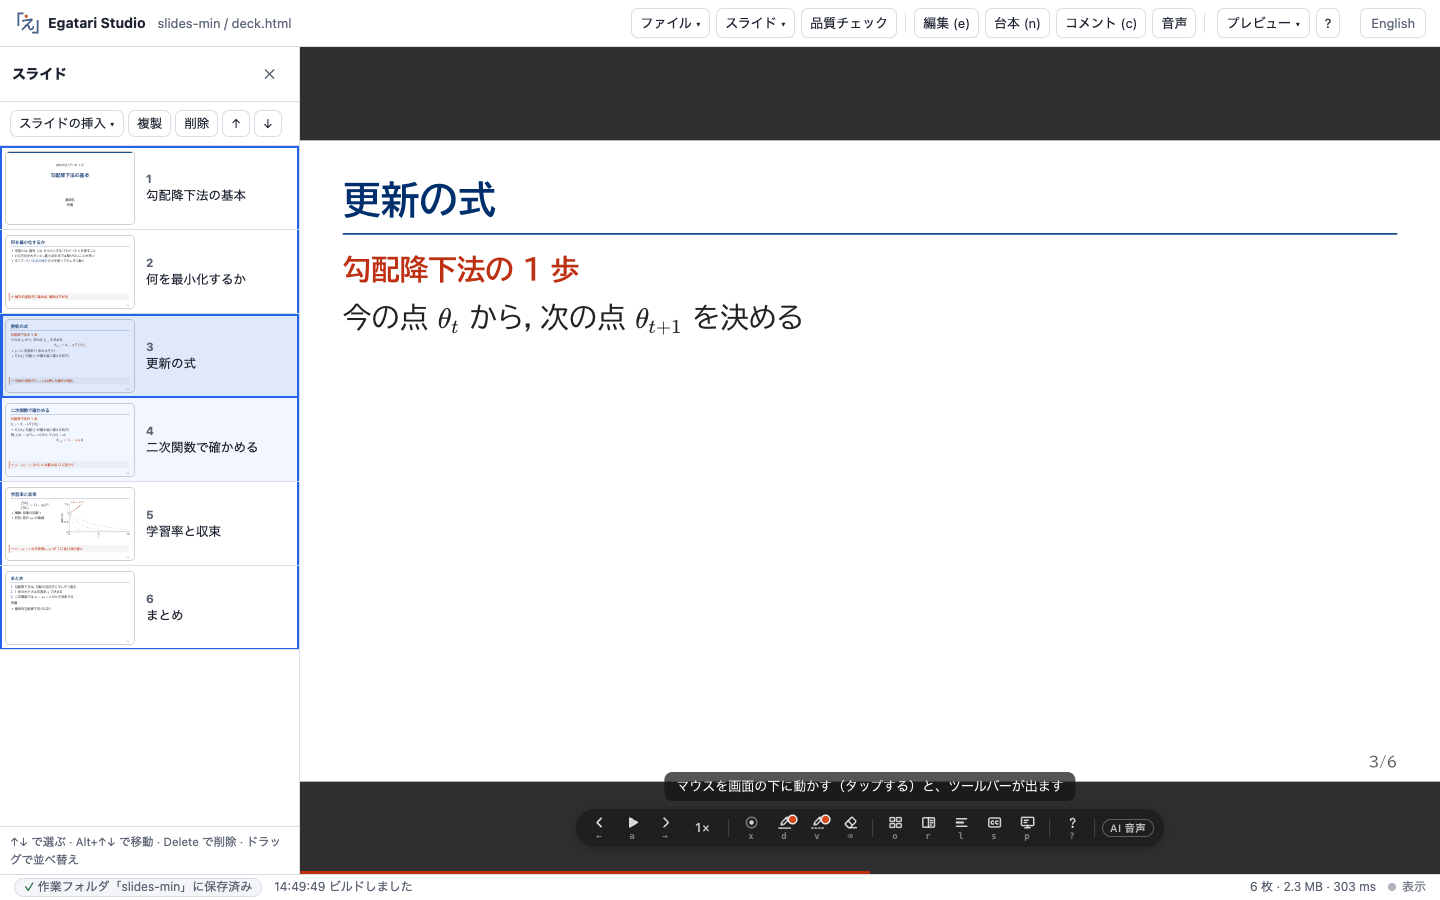 Egatari Studio slides-min / deck.html
ファイル ▾ スライド ▾ 品質チェック 編集 (e) 台本 (n) コメント (c) 音声 プレビュー ▾ ? English
スライド ×
スライドの挿入 ▾ 複製 削除 ↑ ↓
1
勾配降下法の基本
2
何を最小化するか
3
更新の式
4
二次関数で確かめる
5
学習率と収束
6
まとめ
↑↓ で選ぶ · Alt+↑↓ で移動 · Delete で削除 · ドラッ
グで並べ替え
更新の式
勾配降下法の 1 歩
今の点 θ_t から, 次の点 θ_{t+1} を決める
3/6
マウスを画面の下に動かす（タップする）と、ツールバーが出ます
1× AI 音声
← a → x d v ⌫ o r l s p ?
✓ 作業フォルダ「slides-min」に保存済み 14:49:49 ビルドしました
6 枚 · 2.3 MB · 303 ms 表示